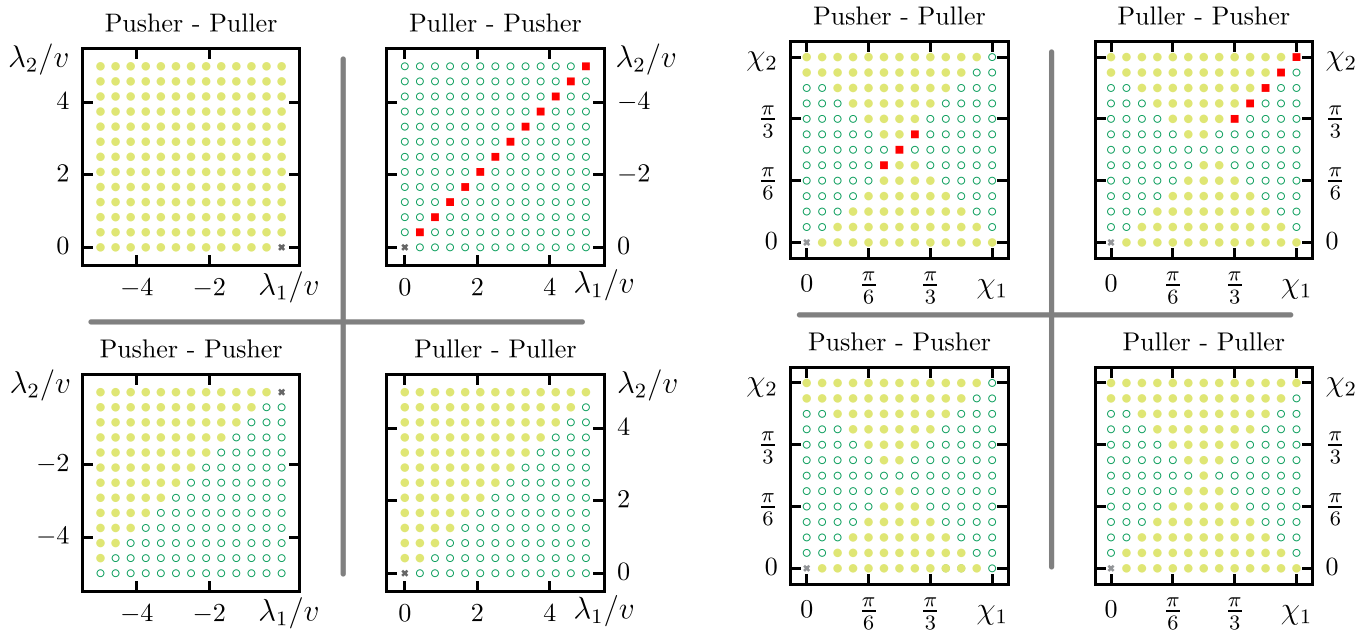 Pusher - Puller
Puller - Pusher
λ₂/v
4
2
0
−4 −2 λ₁/v
λ₂/v
−4
−2
0
0 2 4 λ₁/v
Pusher - Pusher
Puller - Puller
λ₂/v
−2
−4
−4 −2 λ₁/v
λ₂/v
4
2
0
0 2 4 λ₁/v
Pusher - Puller
Puller - Pusher
χ₂
π/3
π/6
0
0 π/6 π/3 χ₁
χ₂
π/3
π/6
0
0 π/6 π/3 χ₁
Pusher - Pusher
Puller - Puller
χ₂
π/3
π/6
0
0 π/6 π/3 χ₁
χ₂
π/3
π/6
0
0 π/6 π/3 χ₁